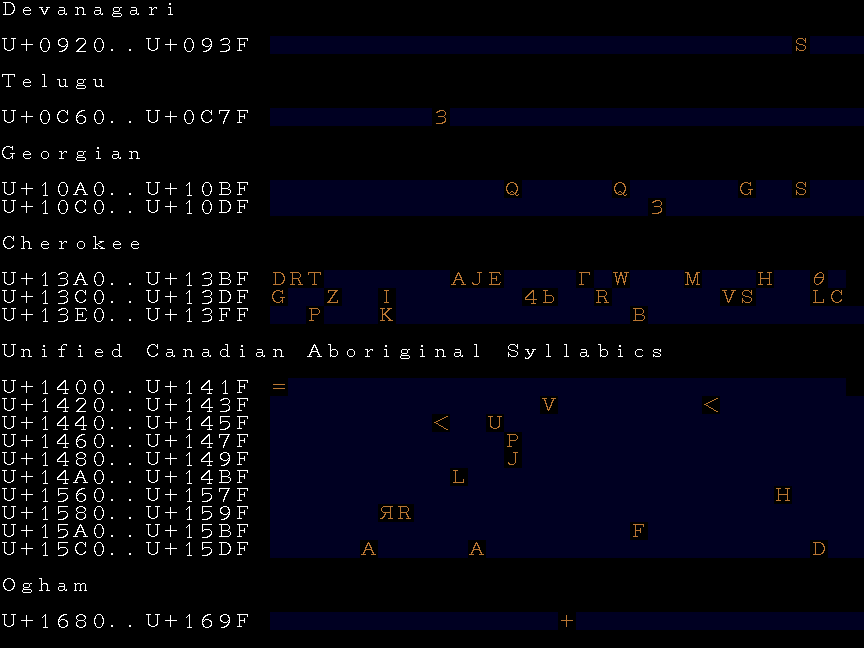 Devanagari
U+0920..U+093F S
Telugu
U+0C60..U+0C7F 3
Georgian
U+10A0..U+10BF Q Q G S
U+10C0..U+10DF 3
Cherokee
U+13A0..U+13BF DRT AJE Γ W M H θ
U+13C0..U+13DF G Z I 4Ь R VS LC
U+13E0..U+13FF P K B
Unified Canadian Aboriginal Syllabics
U+1400..U+141F =
U+1420..U+143F V <
U+1440..U+145F < U
U+1460..U+147F P
U+1480..U+149F J
U+14A0..U+14BF L
U+1560..U+157F H
U+1580..U+159F ЯR
U+15A0..U+15BF F
U+15C0..U+15DF A A D
Ogham
U+1680..U+169F +